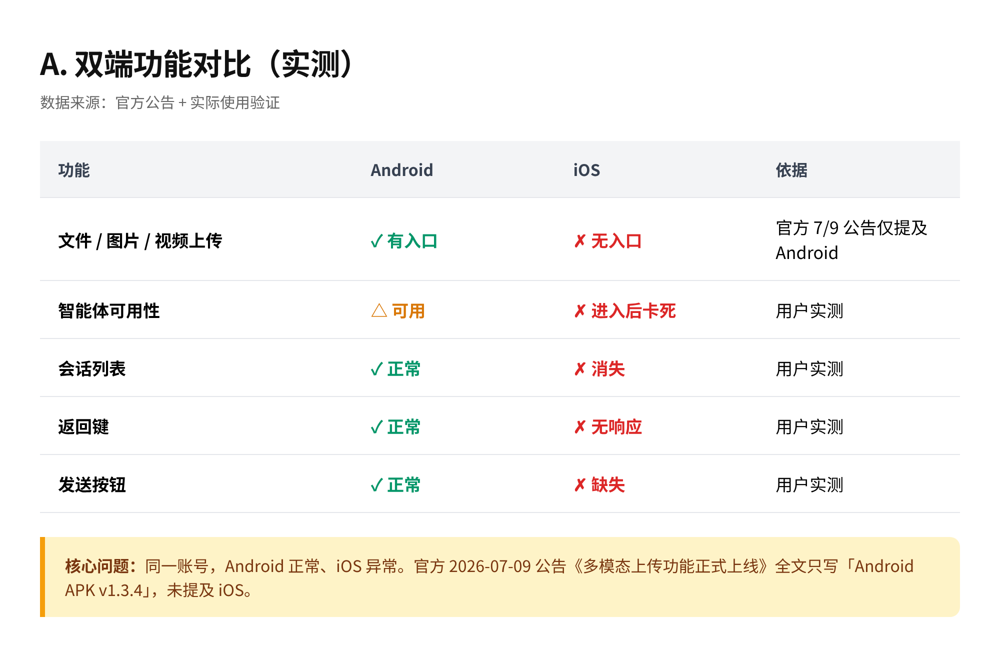 A. 双端功能对比（实测）
数据来源：官方公告 + 实际使用验证
功能 Android iOS 依据
文件 / 图片 / 视频上传 ✓ 有入口 ✗ 无入口 官方 7/9 公告仅提及
Android
智能体可用性 △ 可用 ✗ 进入后卡死 用户实测
会话列表 ✓ 正常 ✗ 消失 用户实测
返回键 ✓ 正常 ✗ 无响应 用户实测
发送按钮 ✓ 正常 ✗ 缺失 用户实测
核心问题：同一账号，Android 正常、iOS 异常。官方 2026-07-09 公告《多模态上传功能正式上线》全文只写「Android
APK v1.3.4」，未提及 iOS。